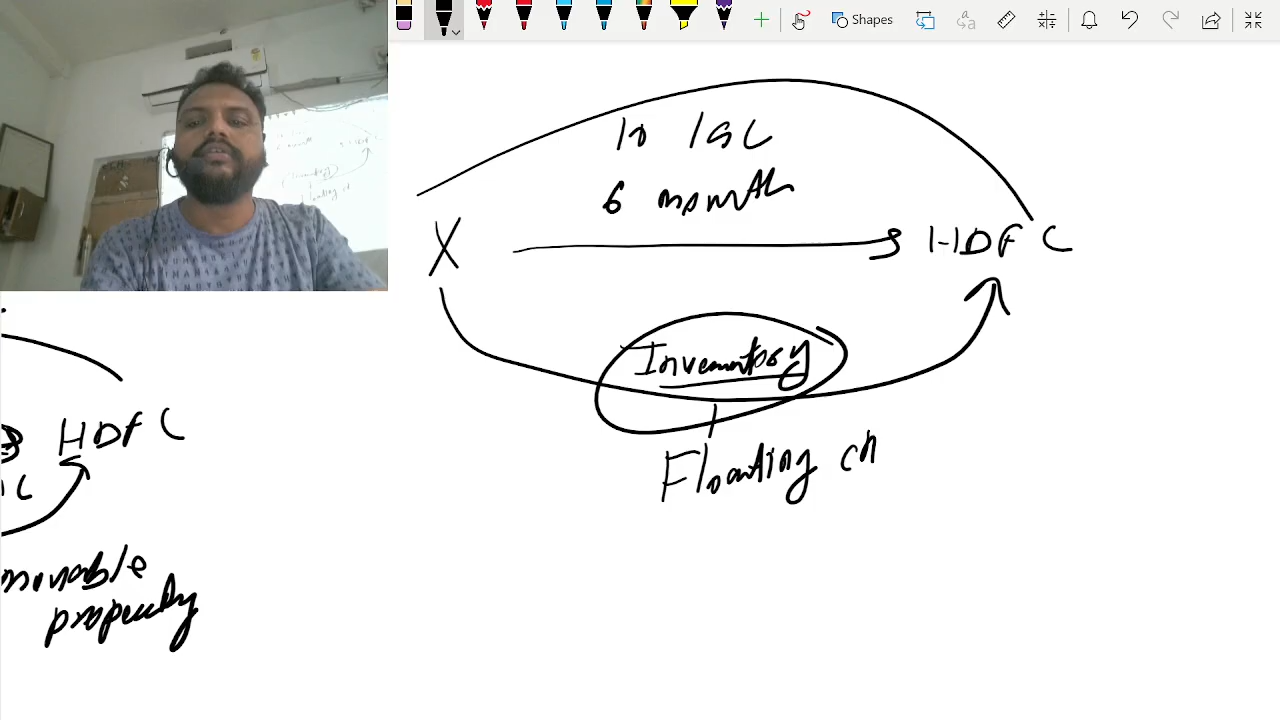 Shapes
10 lac
6 month
X
HDFC
Inventory
Floating ch
HDFC
movable
property